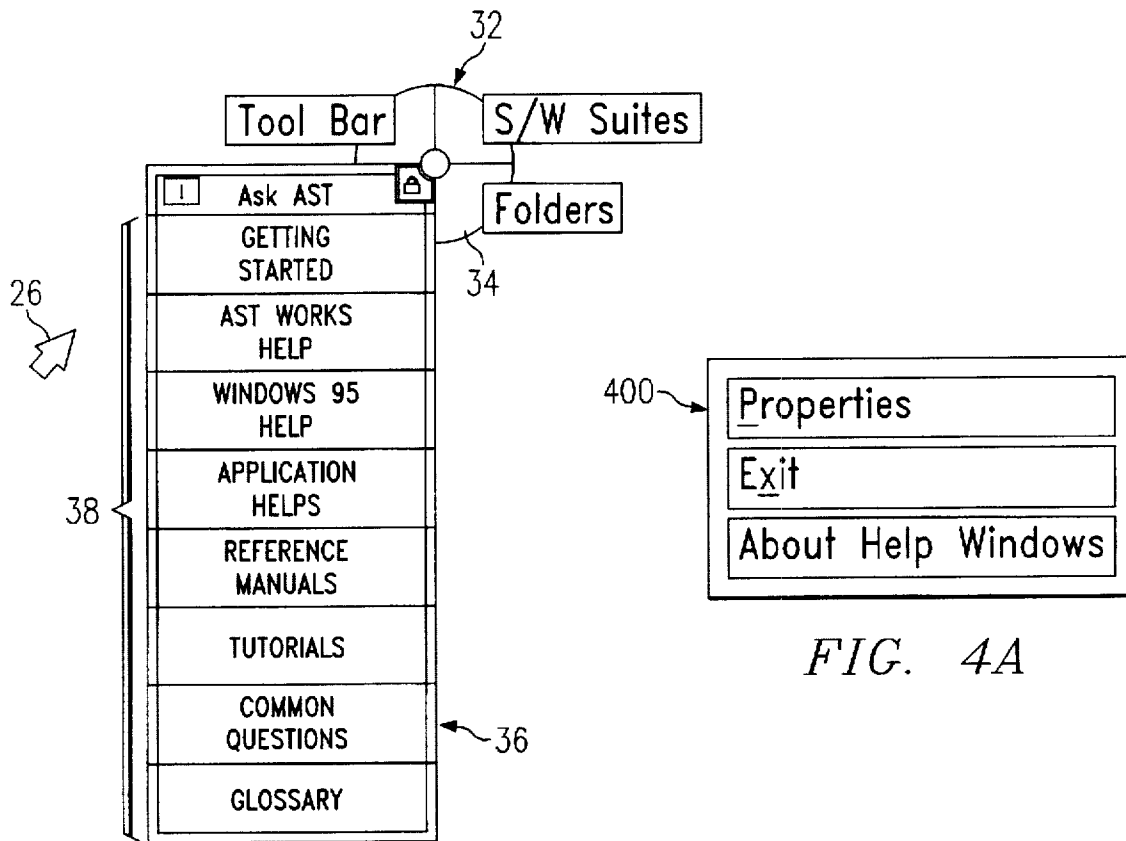 32
Tool Bar
S/W Suites
! Ask AST
Folders
34
GETTING
STARTED
26
AST WORKS
HELP
WINDOWS 95
HELP
APPLICATION
HELPS
38
REFERENCE
MANUALS
TUTORIALS
COMMON
QUESTIONS
36
GLOSSARY
400
Properties
Exit
About Help Windows
FIG. 4A